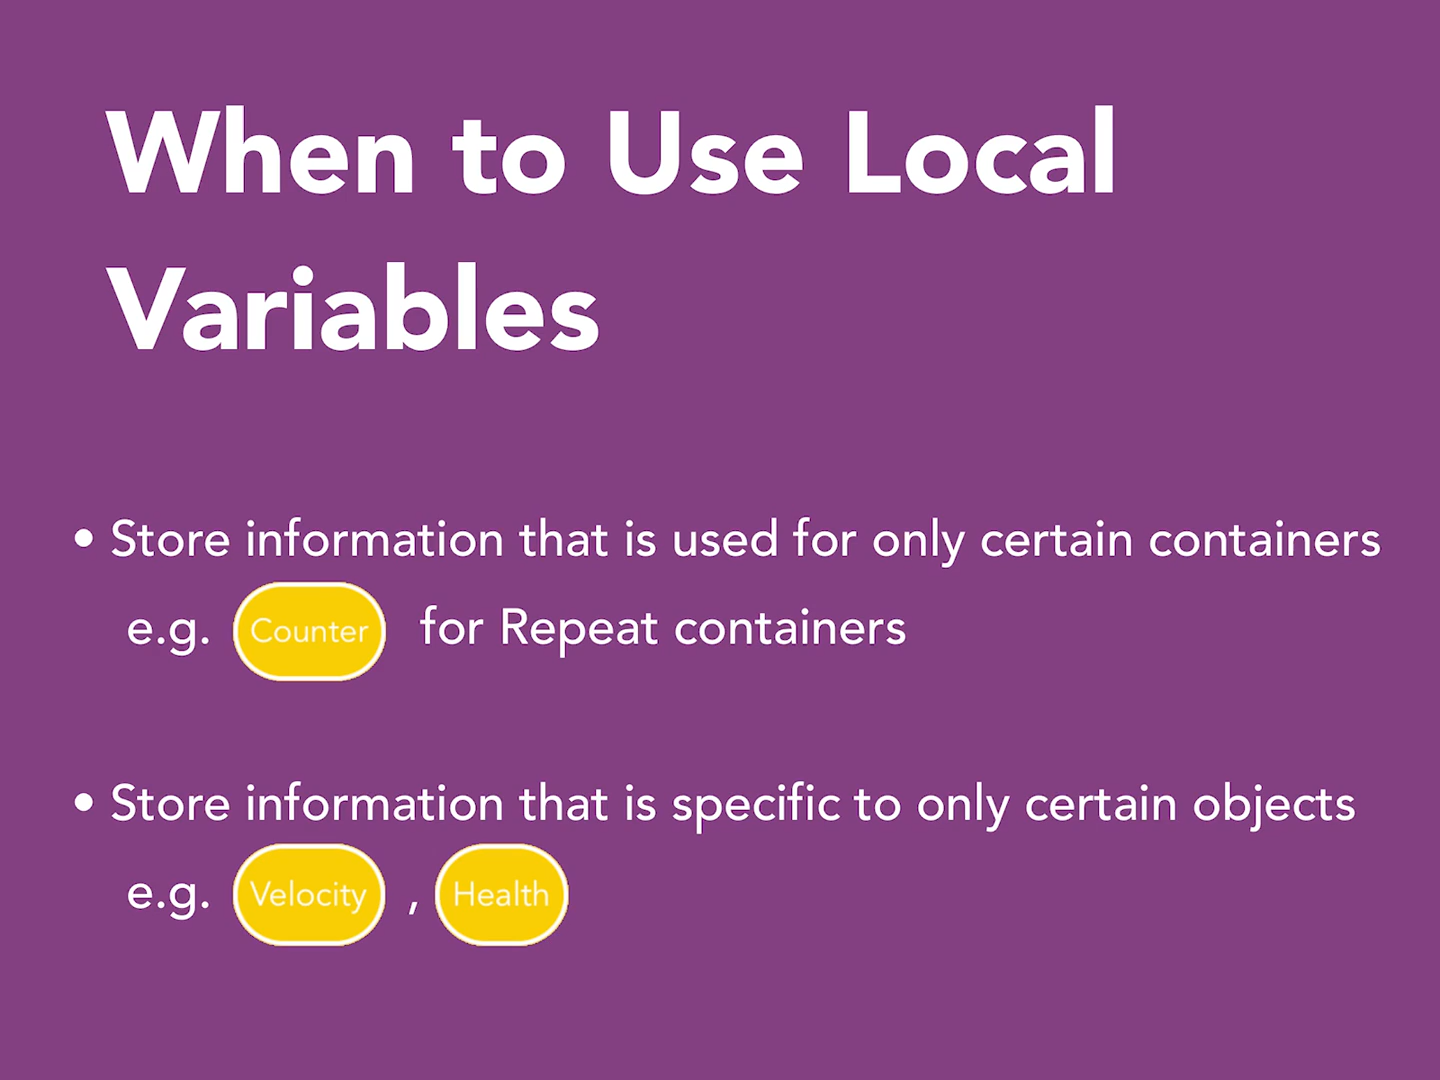 When to Use Local
Variables
• Store information that is used for only certain containers
e.g. Counter for Repeat containers
• Store information that is specific to only certain objects
e.g. Velocity , Health